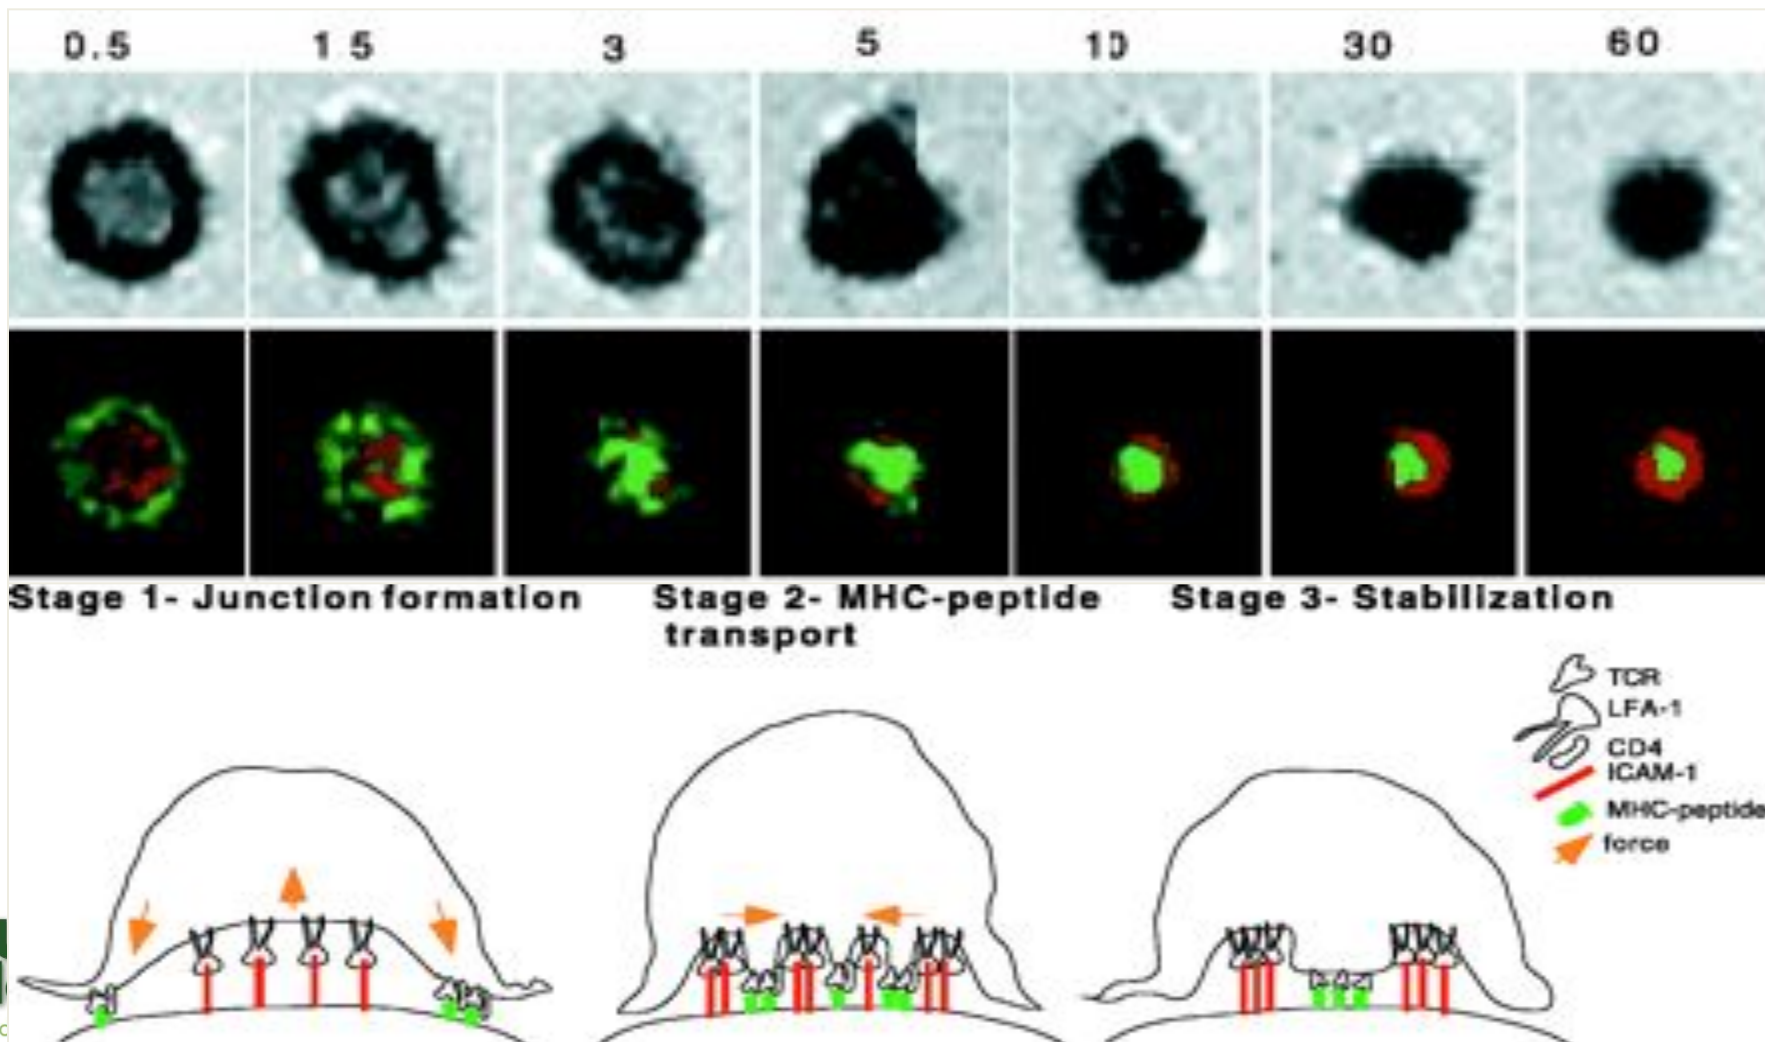 0.5 1 5 3 5 10 30 60
Stage 1- Junction formation Stage 2- MHC-peptide Stage 3- Stabilization
transport
TCR
LFA-1
CD4
ICAM-1
MHC-peptide
force